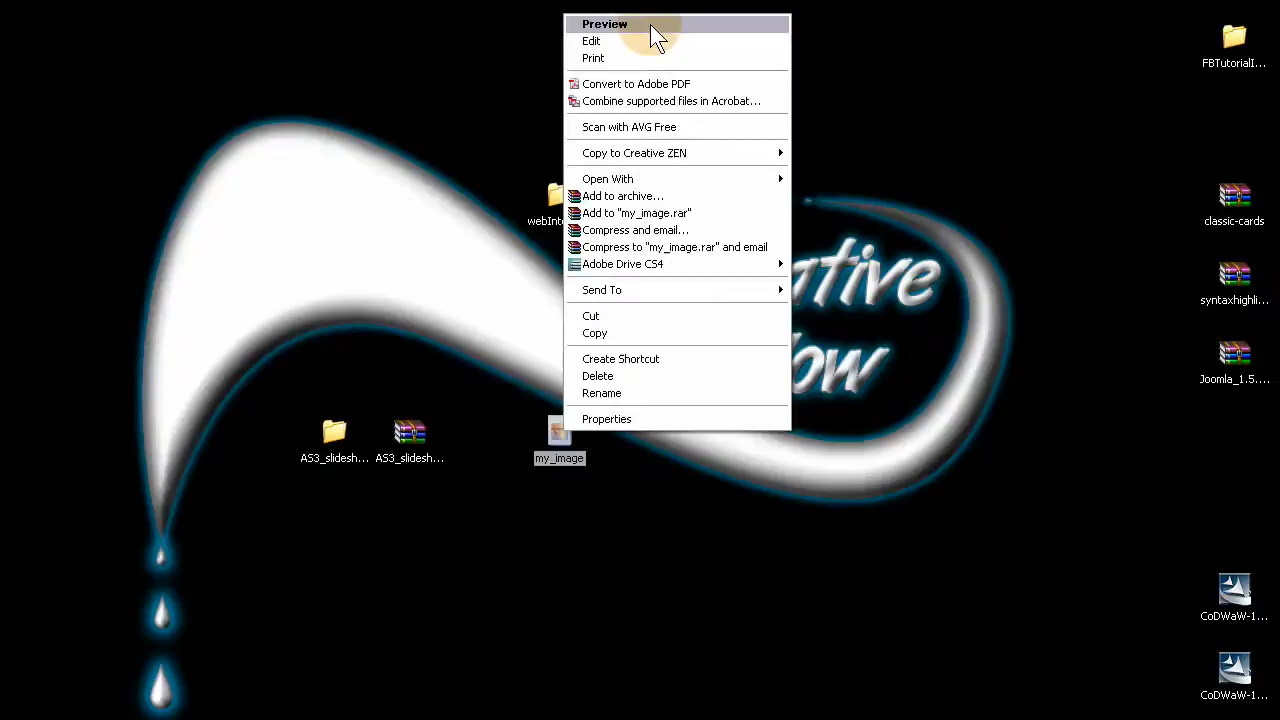 Preview
Edit
Print
Convert to Adobe PDF
Combine supported files in Acrobat...
Scan with AVG Free
Copy to Creative ZEN
Open With
Add to archive...
Add to "my_image.rar"
Compress and email...
Compress to "my_image.rar" and email
Adobe Drive CS4
Send To
Cut
Copy
Create Shortcut
Delete
Rename
Properties
webInt
ative
ow
AS3_slidesh...
AS3_slidesh...
my_image
FBTutorialI...
classic-cards
syntaxhighli...
Joomla_1.5....
CoDWaW-1...
CoDWaW-1...